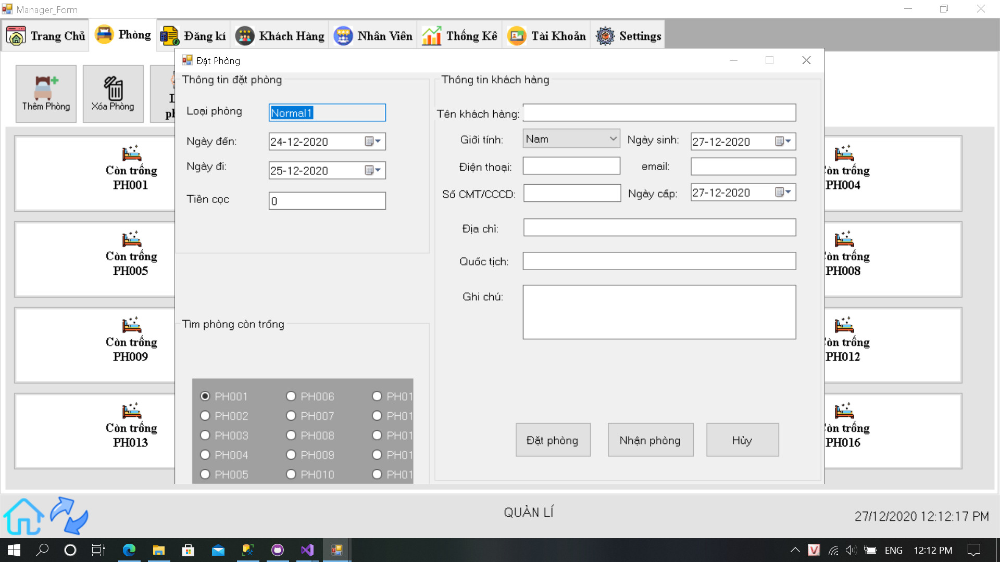 Manager_Form
Trang Chủ
Phòng
Đăng kí
Khách Hàng
Nhân Viên
Thống Kê
Tài Khoản
Settings
Thêm Phòng
Xóa Phòng
Đặt Phòng
Thông tin đặt phòng
Loại phòng
Normal1
Ngày đến:
24-12-2020
Ngày đi:
25-12-2020
Tiền cọc
0
Tìm phòng còn trống
PH001
PH006
PH01
PH002
PH007
PH01
PH003
PH008
PH01
PH004
PH009
PH01
PH005
PH010
PH01
Thông tin khách hàng
Tên khách hàng:
Giới tính:
Nam
Ngày sinh:
27-12-2020
Điện thoại:
email:
Số CMT/CCCD:
Ngày cấp:
27-12-2020
Địa chỉ:
Quốc tịch:
Ghi chú:
Đặt phòng
Nhận phòng
Hủy
Còn trống
PH001
Còn trống
PH005
Còn trống
PH009
Còn trống
PH013
òn trống
PH004
òn trống
PH008
òn trống
PH012
òn trống
PH016
QUẢN LÍ
27/12/2020 12:12:17 PM
ENG
12:12 PM